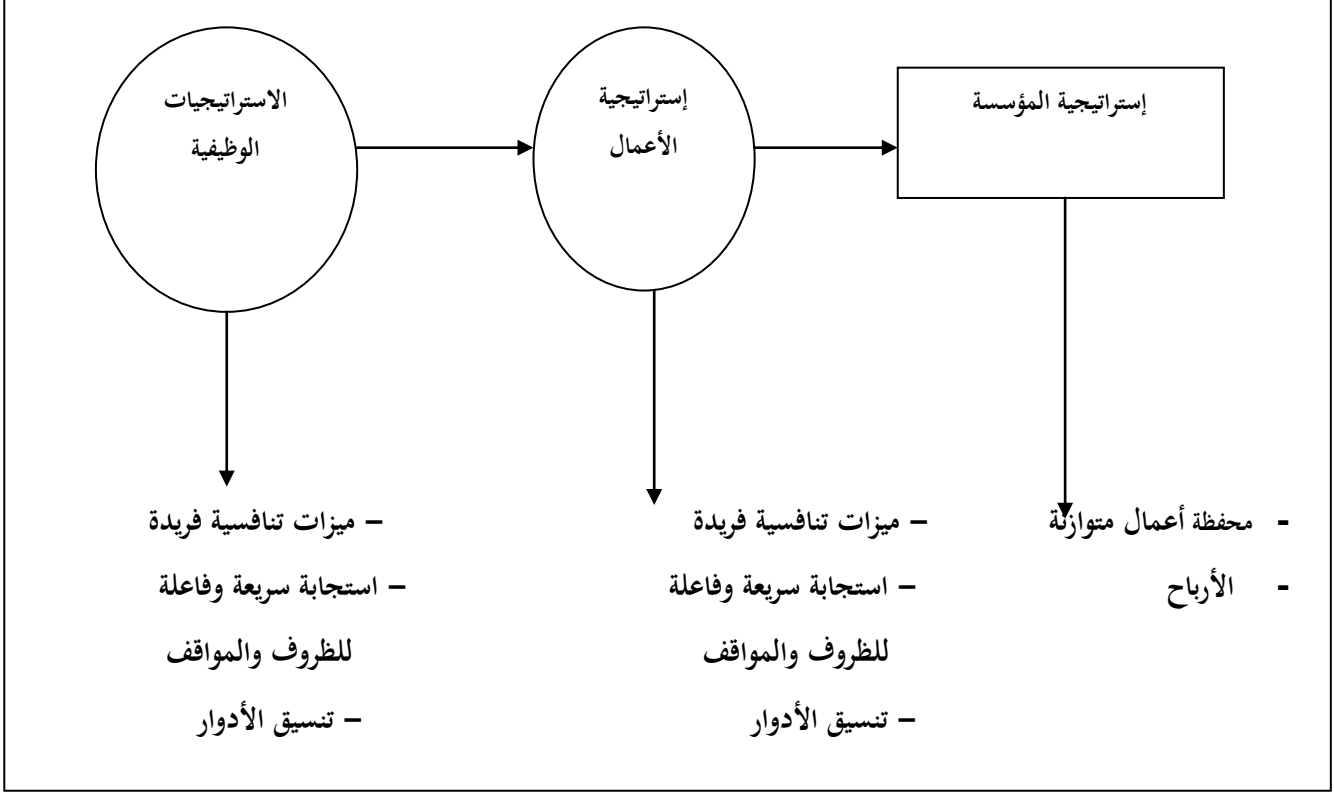 إستراتيجية المؤسسة
إستراتيجية
الأعمال
الاستراتيجيات
الوظيفية
- محفظة أعمال متوازنة
- الأرباح
– ميزات تنافسية فريدة
– استجابة سريعة وفاعلة
للظروف والمواقف
– تنسيق الأدوار
– ميزات تنافسية فريدة
– استجابة سريعة وفاعلة
للظروف والمواقف
– تنسيق الأدوار